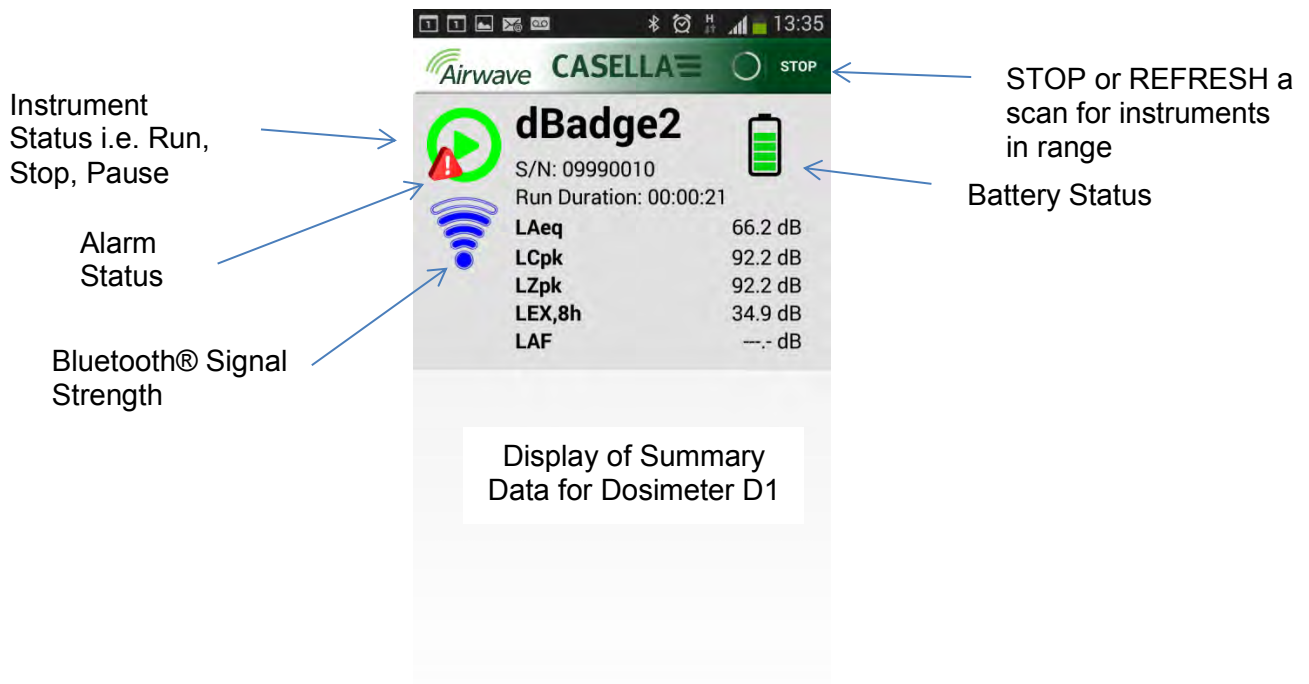 13:35
Airwave CASELLA STOP
Instrument
Status i.e. Run,
Stop, Pause
Alarm
Status
Bluetooth® Signal
Strength
dBadge2
S/N: 09990010
Run Duration: 00:00:21
LAeq 66.2 dB
LCpk 92.2 dB
LZpk 92.2 dB
LEX,8h 34.9 dB
LAF ---.- dB
STOP or REFRESH a
scan for instruments
in range
Battery Status
Display of Summary
Data for Dosimeter D1